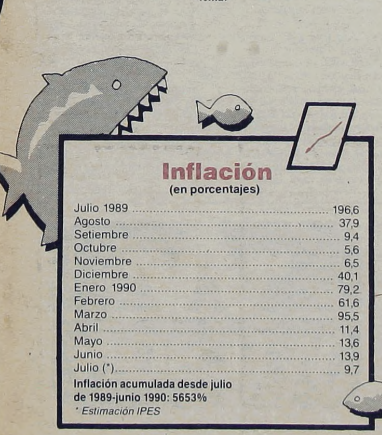 Inflación
(en porcentajes)
Julio 1989 ........ 196,6
Agosto ........ 37,9
Setiembre ........ 9,4
Octubre ........ 5,6
Noviembre ........ 6,5
Diciembre ........ 40,1
Enero 1990 ........ 79,2
Febrero ........ 61,6
Marzo ........ 95,5
Abril ........ 11,4
Mayo ........ 13,6
Junio ........ 13,9
Julio (*) ........ 9,7
Inflación acumulada desde julio
de 1989-junio 1990: 5653%
* Estimación IPES